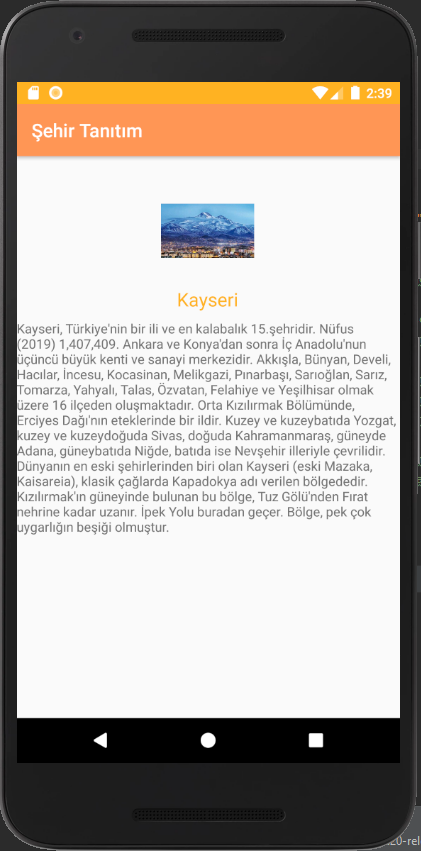 2:39
Şehir Tanıtım
Kayseri
Kayseri, Türkiye'nin bir ili ve en kalabalık 15.şehridir. Nüfus
(2019) 1,407,409. Ankara ve Konya'dan sonra İç Anadolu'nun
üçüncü büyük kenti ve sanayi merkezidir. Akkışla, Bünyan, Develi,
Hacılar, İncesu, Kocasinan, Melikgazi, Pınarbaşı, Sarıoğlan, Sarız,
Tomarza, Yahyalı, Talas, Özvatan, Felahiye ve Yeşilhisar olmak
üzere 16 ilçeden oluşmaktadır. Orta Kızılırmak Bölümünde,
Erciyes Dağı'nın eteklerinde bir ildir. Kuzey ve kuzeybatıda Yozgat,
kuzey ve kuzeydoğuda Sivas, doğuda Kahramanmaraş, güneyde
Adana, güneybatıda Niğde, batıda ise Nevşehir illeriyle çevrilidir.
Dünyanın en eski şehirlerinden biri olan Kayseri (eski Mazaka,
Kaisareia), klasik çağlarda Kapadokya adı verilen bölgededir.
Kızılırmak'ın güneyinde bulunan bu bölge, Tuz Gölü'nden Fırat
nehrine kadar uzanır. İpek Yolu buradan geçer. Bölge, pek çok
uygarlığın beşiği olmuştur.
20-rel